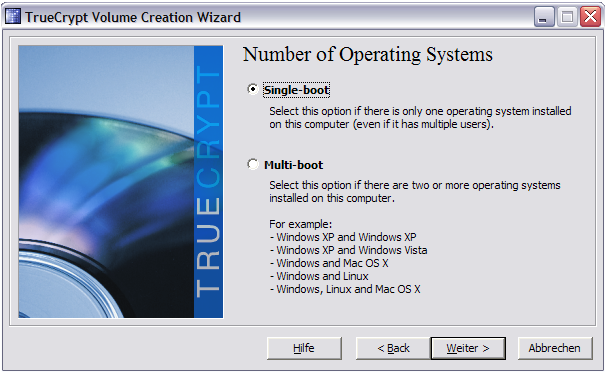 TrueCrypt Volume Creation Wizard
Number of Operating Systems
TRUECRYPT
Single-boot
Select this option if there is only one operating system installed
on this computer (even if it has multiple users).
Multi-boot
Select this option if there are two or more operating systems
installed on this computer.
For example:
- Windows XP and Windows XP
- Windows XP and Windows Vista
- Windows and Mac OS X
- Windows and Linux
- Windows, Linux and Mac OS X
Hilfe
< Back
Weiter >
Abbrechen